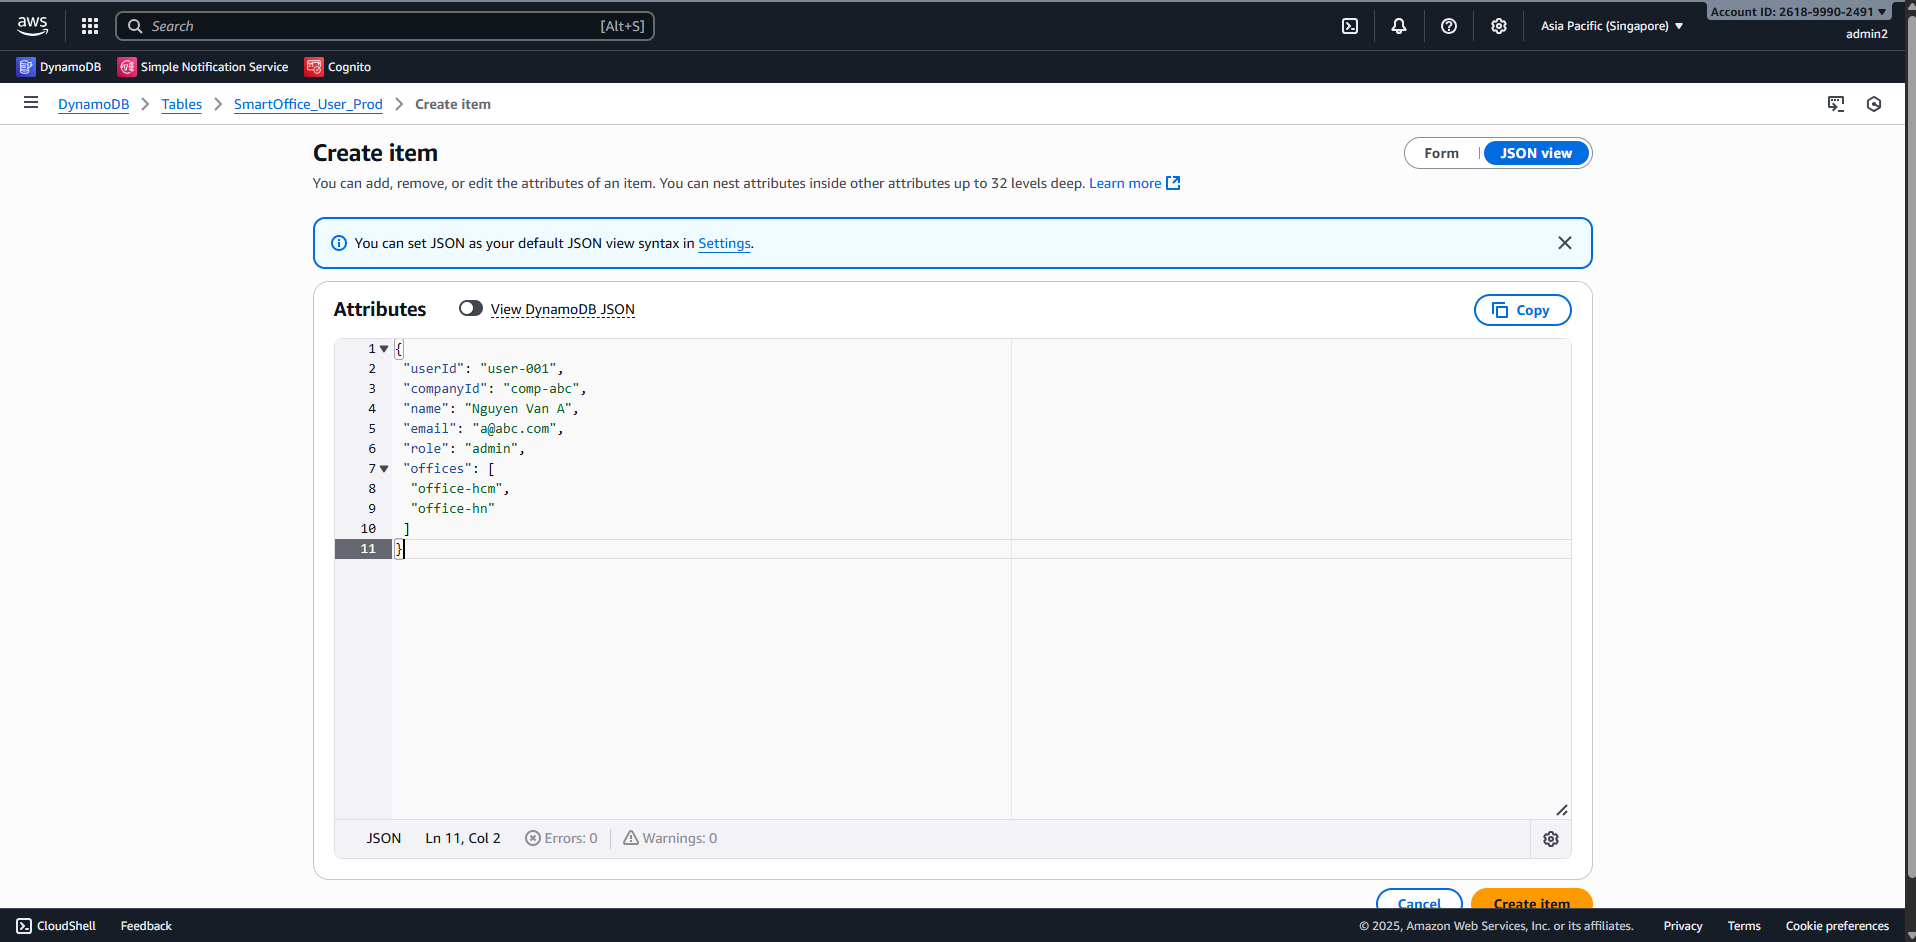 Account ID: 2618-9990-2491
aws
Search [Alt+S]
Asia Pacific (Singapore)
admin2
DynamoDB Simple Notification Service Cognito
DynamoDB Tables SmartOffice_User_Prod Create item
Create item
Form JSON view
You can add, remove, or edit the attributes of an item. You can nest attributes inside other attributes up to 32 levels deep. Learn more
You can set JSON as your default JSON view syntax in Settings.
Attributes View DynamoDB JSON Copy
1 {
2 "userId": "user-001",
3 "companyId": "comp-abc",
4 "name": "Nguyen Van A",
5 "email": "a@abc.com",
6 "role": "admin",
7 "offices": [
8 "office-hcm",
9 "office-hn"
10 ]
11 }
JSON Ln 11, Col 2 Errors: 0 Warnings: 0
Cancel Create item
CloudShell Feedback © 2025, Amazon Web Services, Inc. or its affiliates. Privacy Terms Cookie preferences